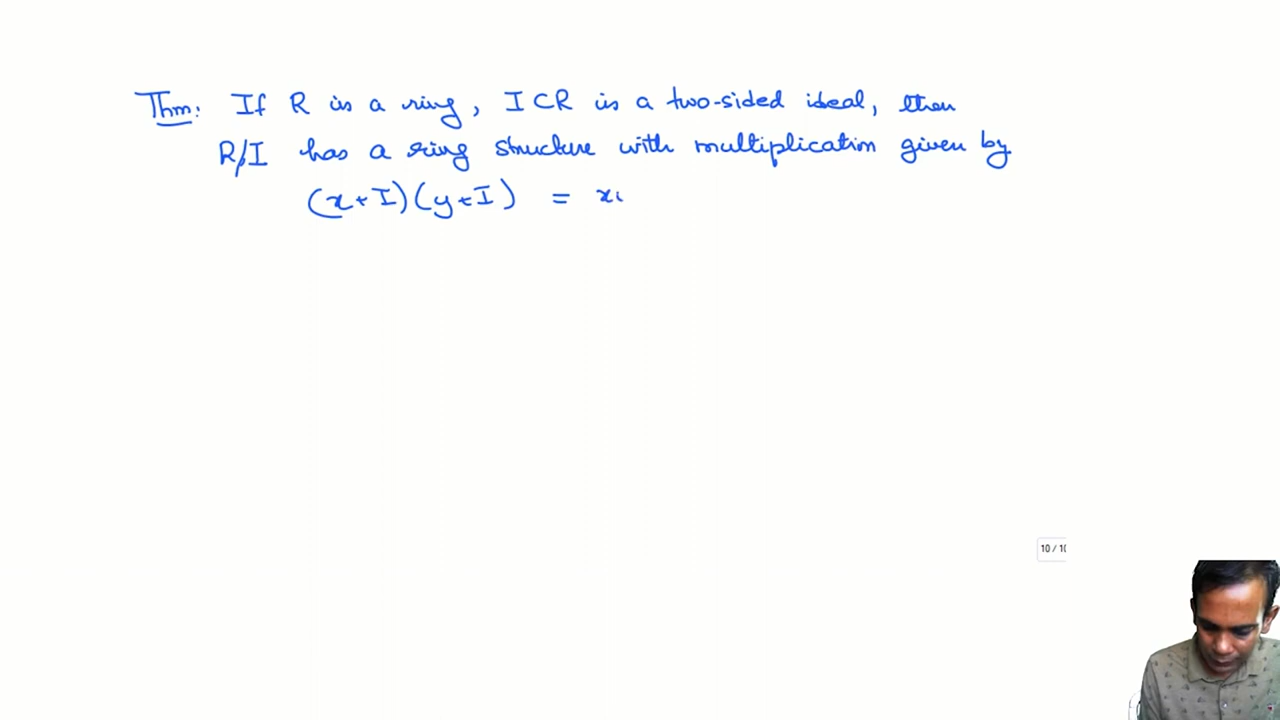 Thm: If R is a ring, I ⊂ R is a two-sided ideal, then
R/I has a ring structure with multiplication given by
(x+I)(y+I) = x
10 / 10